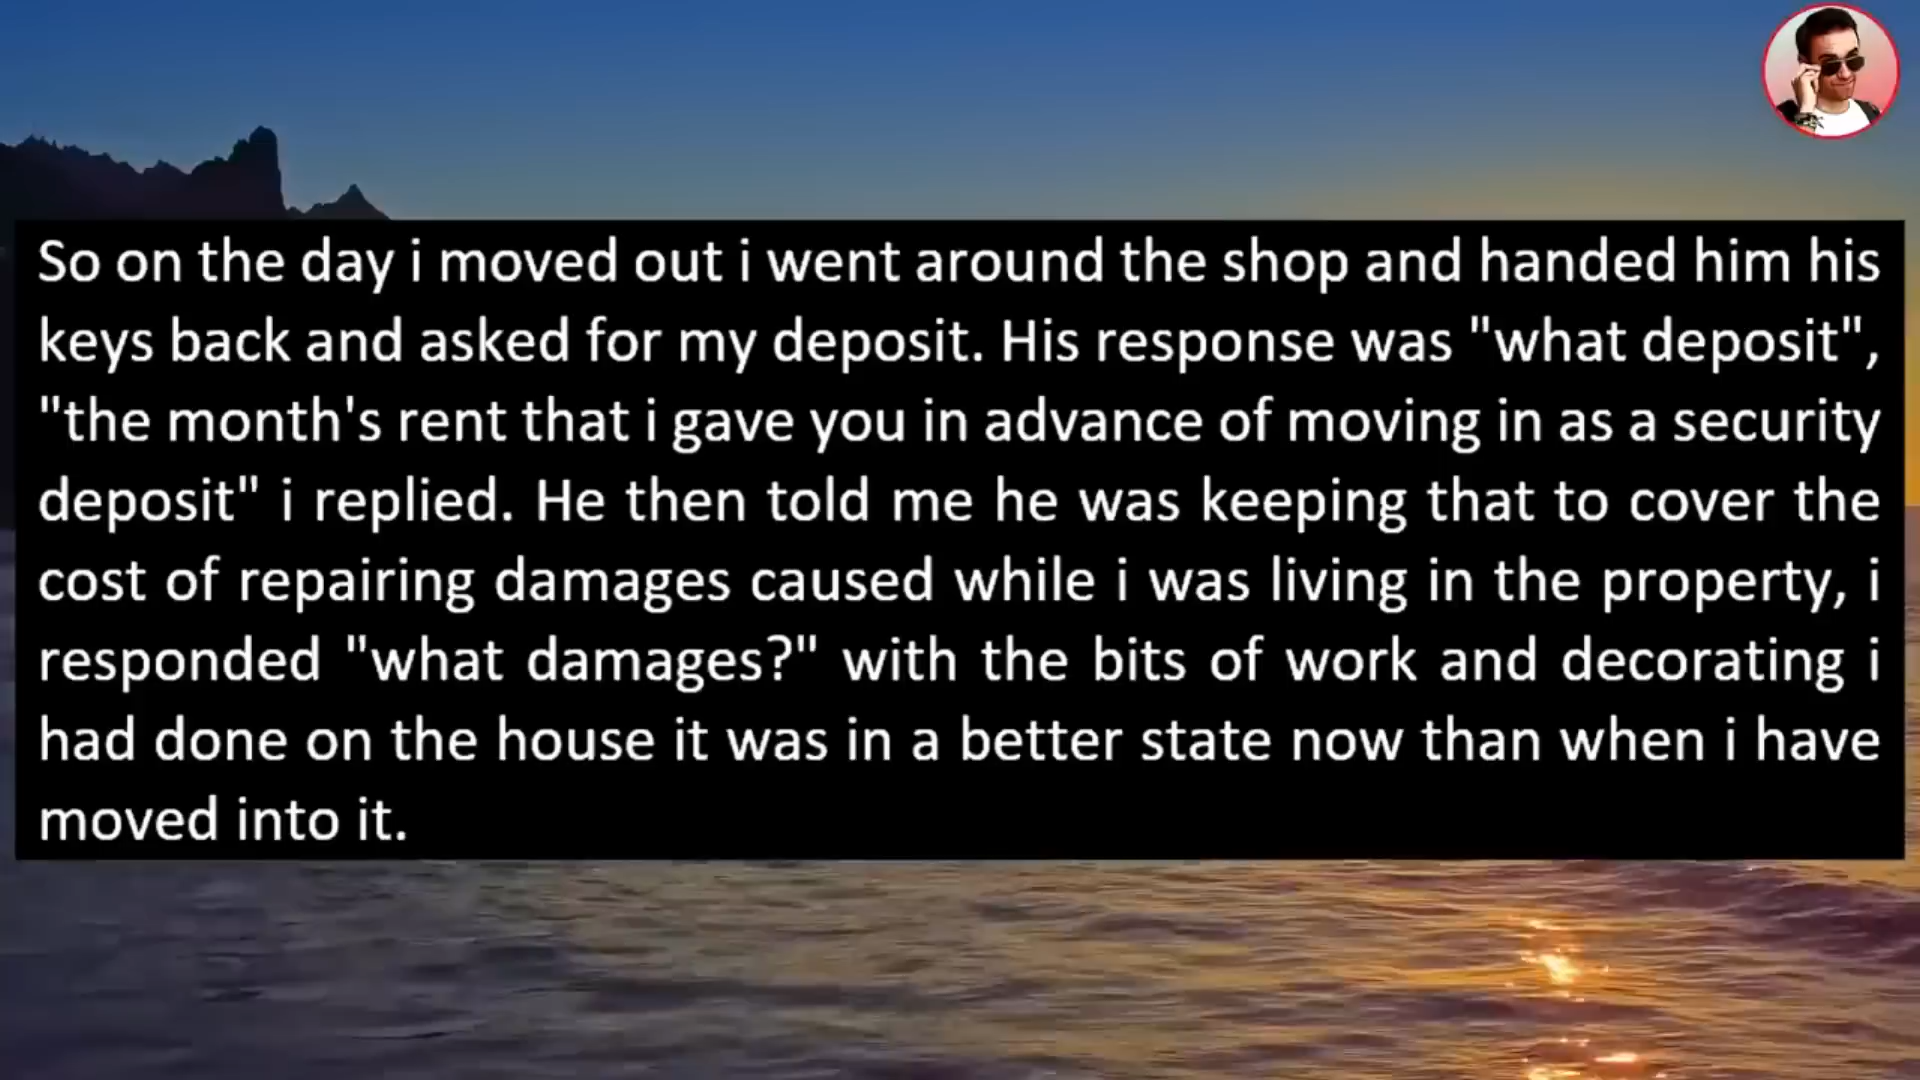 So on the day i moved out i went around the shop and handed him his
keys back and asked for my deposit. His response was "what deposit",
"the month's rent that i gave you in advance of moving in as a security
deposit" i replied. He then told me he was keeping that to cover the
cost of repairing damages caused while i was living in the property, i
responded "what damages?" with the bits of work and decorating i
had done on the house it was in a better state now than when i have
moved into it.